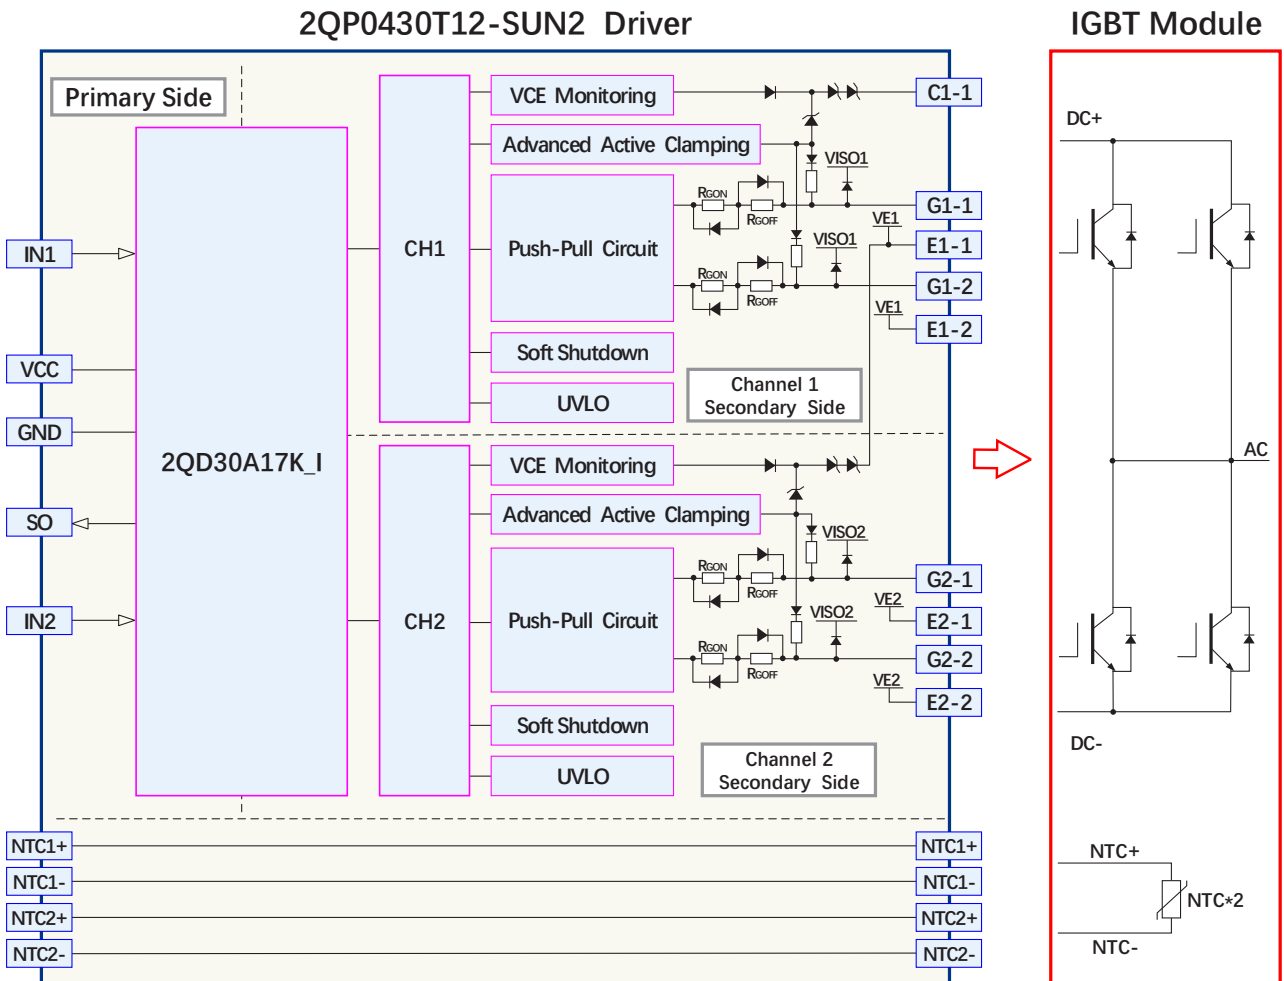 2QP0430T12-SUN2 Driver
IGBT Module
Primary Side
VCE Monitoring
C1-1
DC+
Advanced Active Clamping
VISO1
RGON
RGOFF
G1-1
VE1
IN1
CH1
Push-Pull Circuit
VISO1
E1-1
RGON
RGOFF
G1-2
VE1
E1-2
Soft Shutdown
VCC
Channel 1
Secondary Side
UVLO
GND
2QD30A17K_I
VCE Monitoring
AC
Advanced Active Clamping
SO
VISO2
RGON
RGOFF
G2-1
VE2
IN2
CH2
Push-Pull Circuit
VISO2
E2-1
RGON
RGOFF
G2-2
VE2
E2-2
Soft Shutdown
DC-
Channel 2
Secondary Side
UVLO
NTC1+
NTC1+
NTC+
NTC1-
NTC1-
NTC*2
NTC2+
NTC2+
NTC-
NTC2-
NTC2-